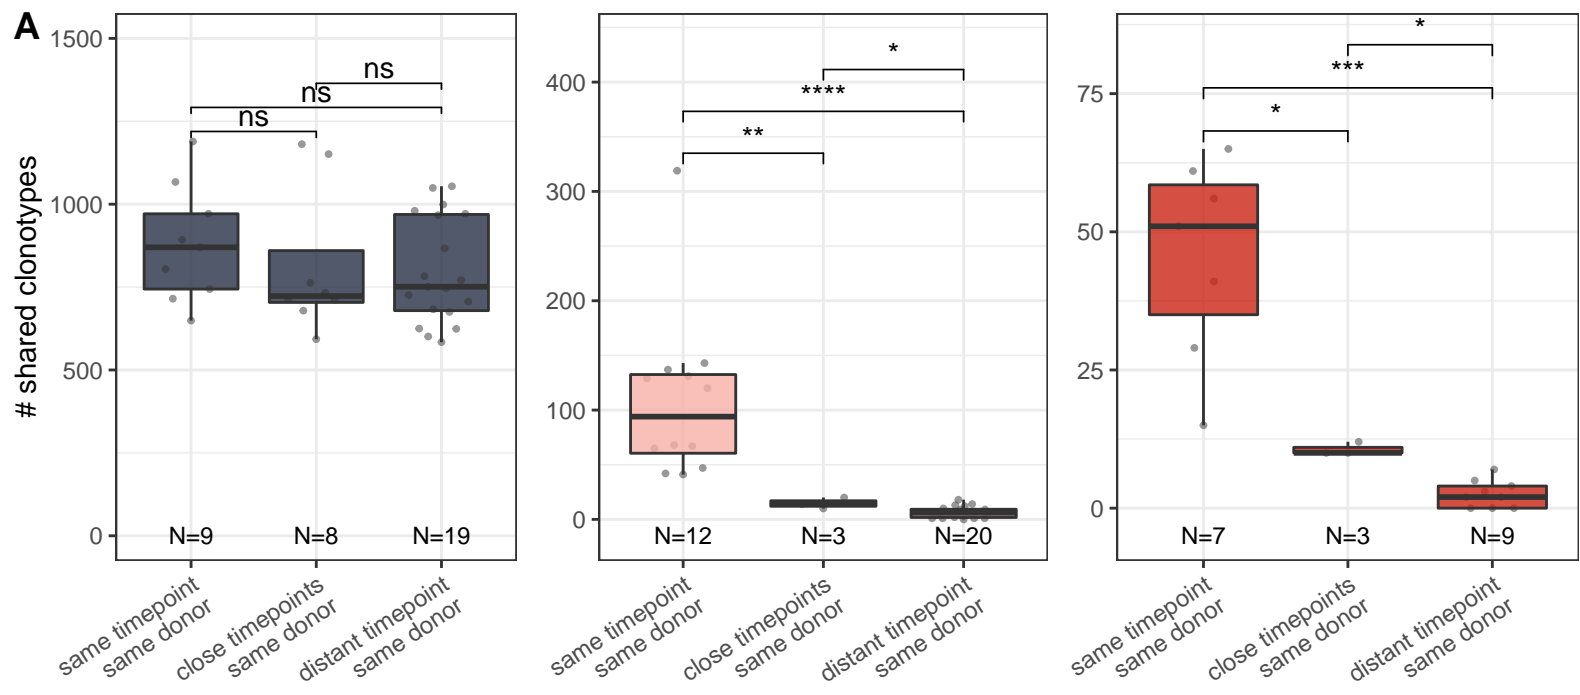 A
# shared clonotypes
1500
1000
500
0
ns
ns
ns
N=9
N=8
N=19
same timepoint
same donor
close timepoints
same donor
distant timepoint
same donor
400
300
200
100
0
*
****
**
N=12
N=3
N=20
same timepoint
same donor
close timepoints
same donor
distant timepoint
same donor
75
50
25
0
*
***
*
N=7
N=3
N=9
same timepoint
same donor
close timepoints
same donor
distant timepoint
same donor